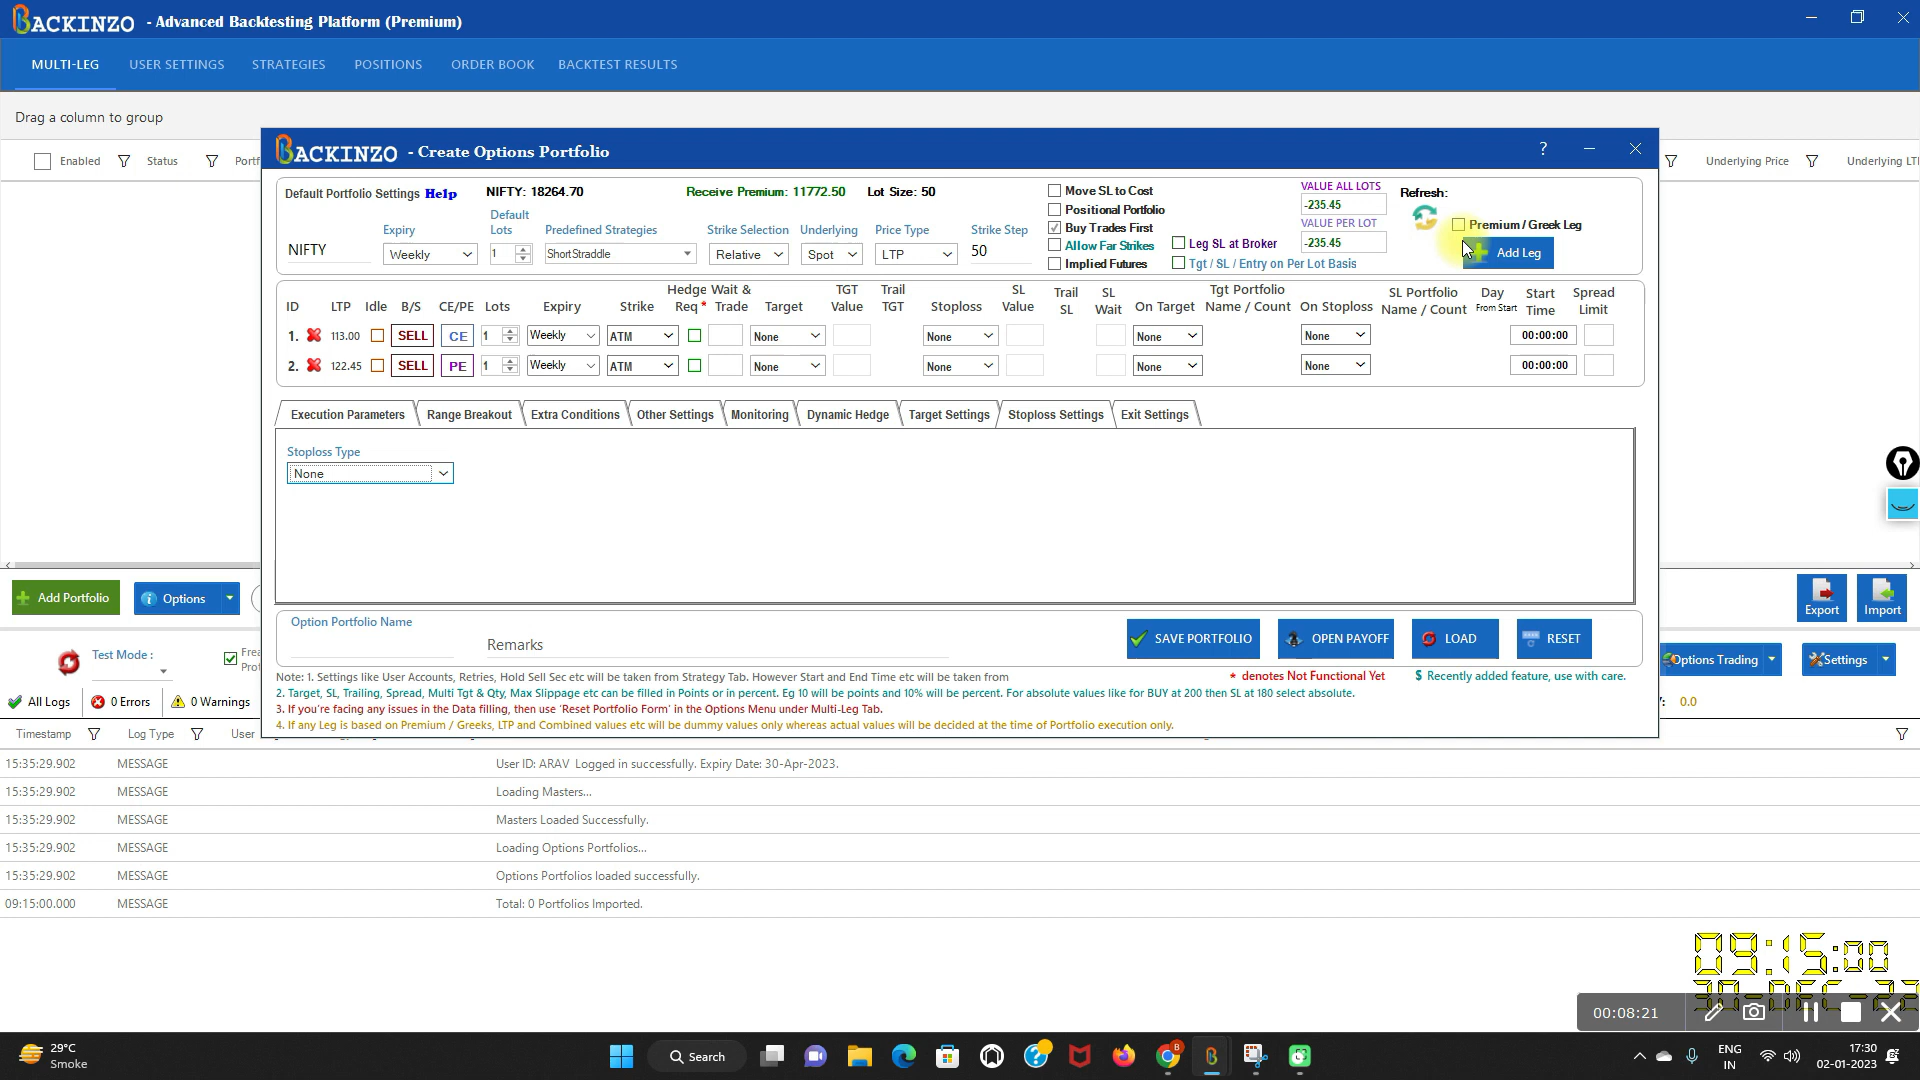 BACKINZO - Advanced Backtesting Platform (Premium)
MULTI-LEG USER SETTINGS STRATEGIES POSITIONS ORDER BOOK BACKTEST RESULTS
Drag a column to group
Enabled Status Portf Underlying Price Underlying LTI
BACKINZO - Create Options Portfolio ?
Default Portfolio Settings Help NIFTY: 18264.70 Receive Premium: 11772.50 Lot Size: 50
Move SL to Cost
Positional Portfolio
Buy Trades First
Allow Far Strikes
Implied Futures
Leg SL at Broker
Tgt / SL / Entry on Per Lot Basis
VALUE ALL LOTS
-235.45
VALUE PER LOT
-235.45
Refresh:
Premium / Greek Leg
Add Leg
NIFTY
Expiry
Weekly
Default Lots
1
Predefined Strategies
ShortStraddle
Strike Selection
Relative
Underlying
Spot
Price Type
LTP
Strike Step
50
ID LTP Idle B/S CE/PE Lots Expiry Strike Hedge Req * Wait & Trade Target TGT Value Trail TGT Stoploss SL Value Trail SL SL Wait On Target Tgt Portfolio Name / Count On Stoploss SL Portfolio Name / Count Day From Start Start Time Spread Limit
1. 113.00 SELL CE 1 Weekly ATM None None None None 00:00:00
2. 122.45 SELL PE 1 Weekly ATM None None None None 00:00:00
Execution Parameters Range Breakout Extra Conditions Other Settings Monitoring Dynamic Hedge Target Settings Stoploss Settings Exit Settings
Stoploss Type
None
Add Portfolio Options Export Import
Option Portfolio Name
Remarks
SAVE PORTFOLIO OPEN PAYOFF LOAD RESET
Test Mode : Options Trading Settings
Note: 1. Settings like User Accounts, Retries, Hold Sell Sec etc will be taken from Strategy Tab. However Start and End Time etc will be taken from
* denotes Not Functional Yet $ Recently added feature, use with care.
2. Target, SL, Trailing, Spread, Multi Tgt & Qty, Max Slippage etc can be filled in Points or in percent. Eg 10 will be points and 10% will be percent. For absolute values like for BUY at 200 then SL at 180 select absolute.
3. If you're facing any issues in the Data filling, then use 'Reset Portfolio Form' in the Options Menu under Multi-Leg Tab.
4. If any Leg is based on Premium / Greeks, LTP and Combined values etc will be dummy values only whereas actual values will be decided at the time of Portfolio execution only.
All Logs 0 Errors 0 Warnings 0.0
Timestamp Log Type User
15:35:29.902 MESSAGE User ID: ARAV Logged in successfully. Expiry Date: 30-Apr-2023.
15:35:29.902 MESSAGE Loading Masters...
15:35:29.902 MESSAGE Masters Loaded Successfully.
15:35:29.902 MESSAGE Loading Options Portfolios...
15:35:29.902 MESSAGE Options Portfolios loaded successfully.
09:15:00.000 MESSAGE Total: 0 Portfolios Imported.
09:15:00
30-DEC-22
00:08:21
29°C
Smoke
Search
ENG
IN
17:30
02-01-2023